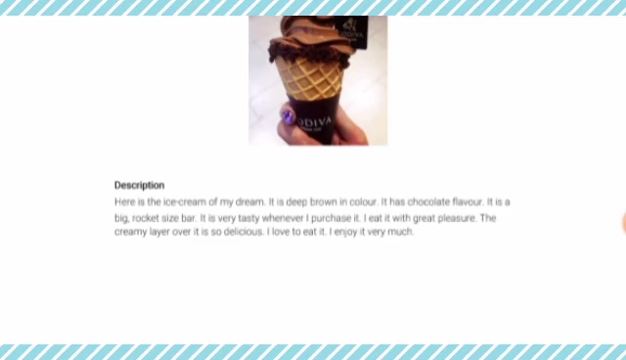 ODIVA
Description
Here is the ice-cream of my dream. It is deep brown in colour. It has chocolate flavour. It is a
big, rocket size bar. It is very tasty whenever I purchase it. I eat it with great pleasure. The
creamy layer over it is so delicious. I love to eat it. I enjoy it very much.